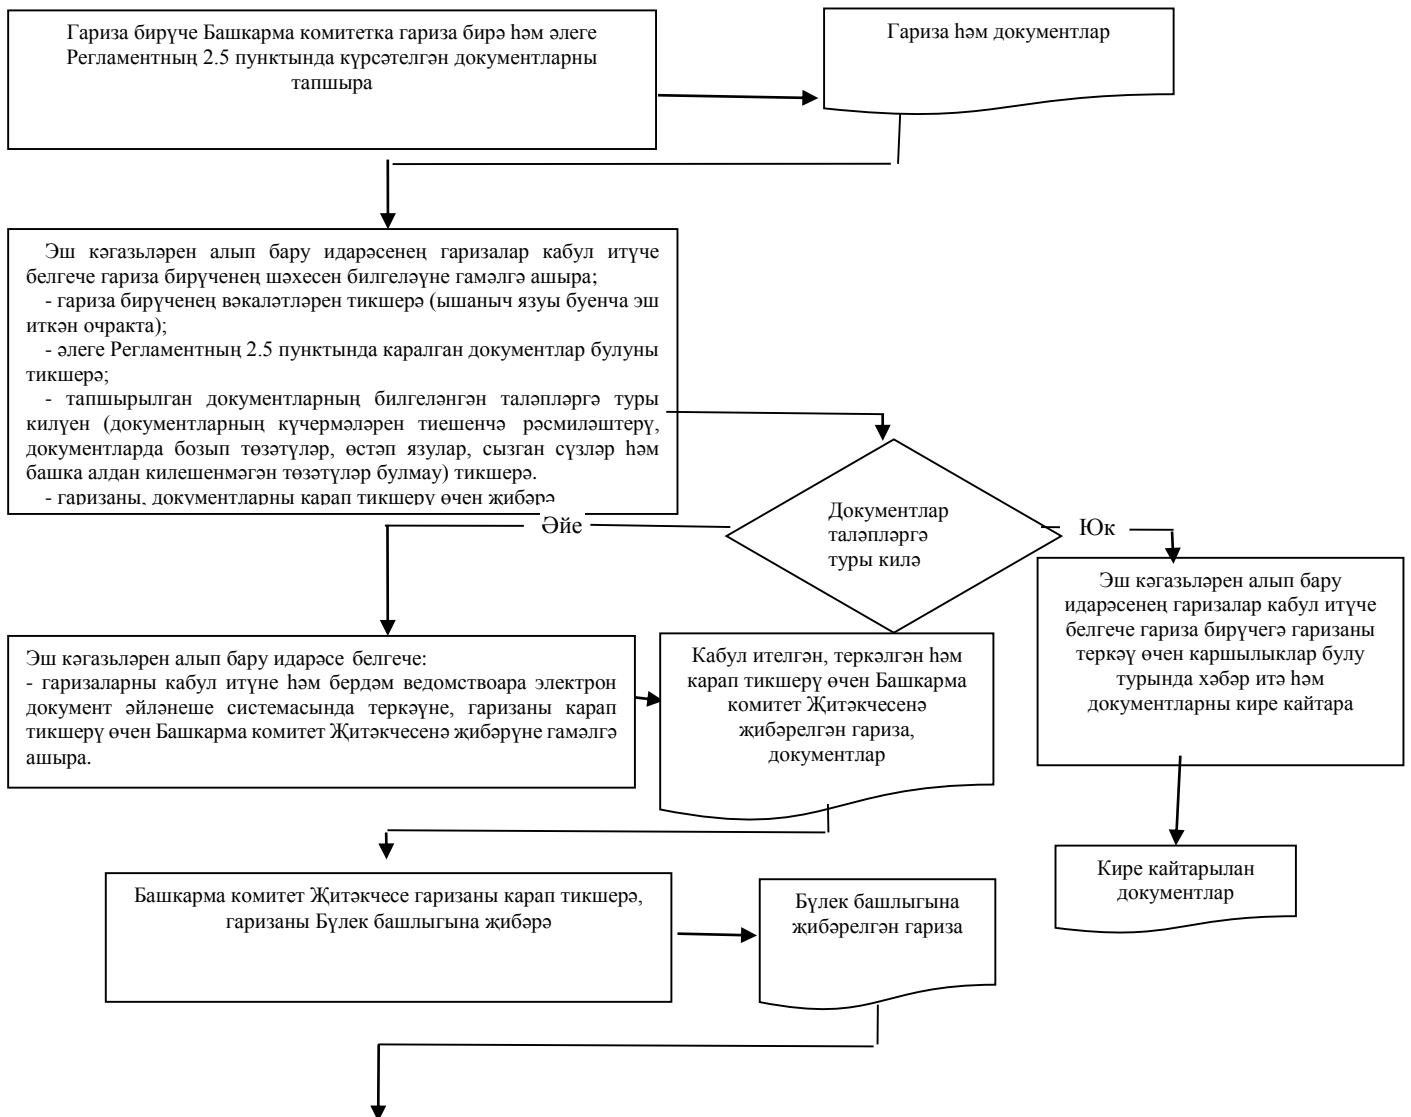 Гариза бирүче Башкарма комитетка гариза бирә һәм әлеге
Регламентның 2.5 пунктында күрсәтелгән документларны
тапшыра
Гариза һәм документлар
Эш кәгазьләрен алып бару идарәсенең гаризалар кабул итүче
белгече гариза бирүченең шәхесен билгеләүне гамәлгә ашыра;
- гариза бирүченең вәкаләтләрен тикшерә (ышаныч язуы буенча эш
иткән очракта);
- әлеге Регламентның 2.5 пунктында каралган документлар булуны
тикшерә;
- тапшырылган документларның билгеләнгән таләпләргә туры
килүен (документларның күчермәләрен тиешенчә рәсмиләштерү,
документларда бозып төзәтүләр, өстәп язулар, сызган сүзләр һәм
башка алдан килешенмәгән төзәтүләр булмау) тикшерә.
- гаризаны, документларны карап тикшерү өчен җибәрә
Документлар
таләпләргә
туры килә
Әйе
Юк
Эш кәгазьләрен алып бару
идарәсенең гаризалар кабул итүче
белгече гариза бирүчегә гаризаны
теркәү өчен каршылыклар булу
турында хәбәр итә һәм
документларны кире кайтара
Эш кәгазьләрен алып бару идарәсе белгече:
- гаризаларны кабул итүне һәм бердәм ведомствоара электрон
документ әйләнеше системасында теркәүне, гаризаны карап
тикшерү өчен Башкарма комитет Җитәкчесенә җибәрүне гамәлгә
ашыра.
Кабул ителгән, теркәлгән һәм
карап тикшерү өчен Башкарма
комитет Җитәкчесенә
җибәрелгән гариза,
документлар
Кире кайтарылан
документлар
Башкарма комитет Җитәкчесе гаризаны карап тикшерә,
гаризаны Бүлек башлыгына җибәрә
Бүлек башлыгына
җибәрелгән гариза